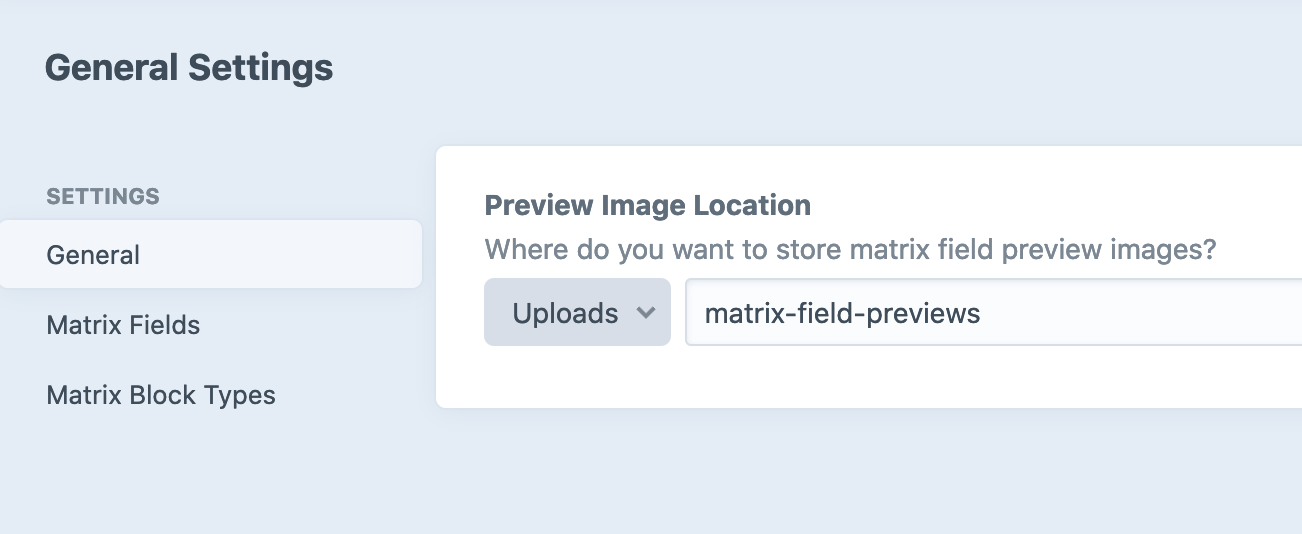 General Settings
SETTINGS
General
Matrix Fields
Matrix Block Types
Preview Image Location
Where do you want to store matrix field preview images?
Uploads
matrix-field-previews